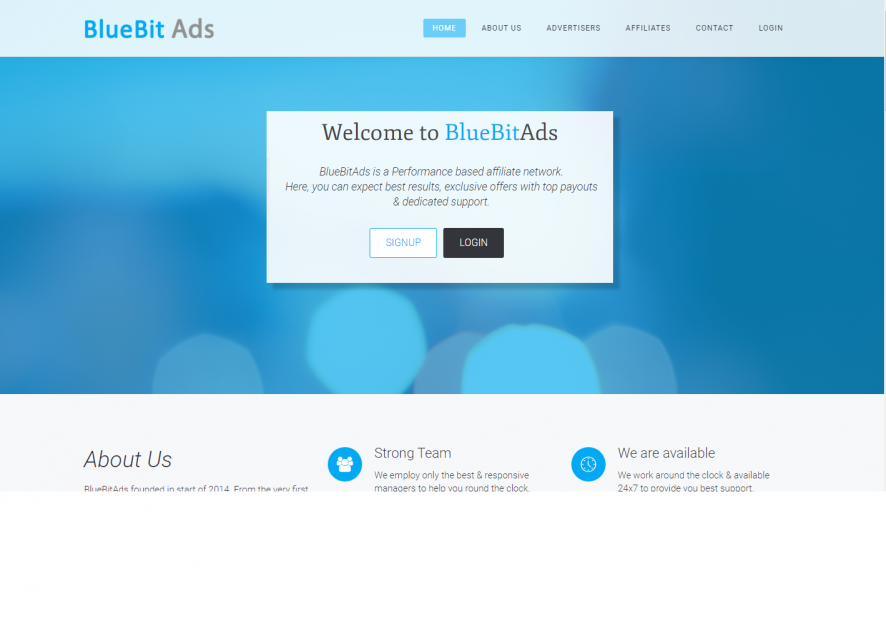 BlueBit Ads
HOME ABOUT US ADVERTISERS AFFILIATES CONTACT LOGIN
Welcome to BlueBitAds
BlueBitAds is a Performance based affiliate network.
Here, you can expect best results, exclusive offers with top payouts
& dedicated support.
SIGNUP LOGIN
About Us
BlueBitAds founded in start of 2014. From the very first
Strong Team
We employ only the best & responsive
managers to help you round the clock.
We are available
We work around the clock & available
24x7 to provide you best support.